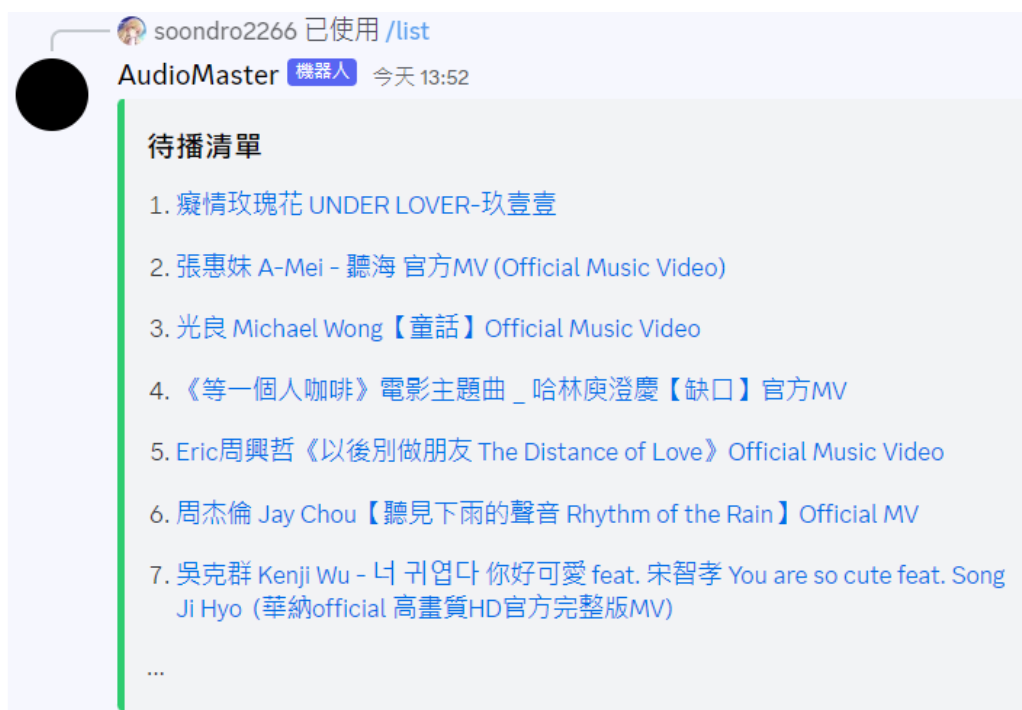 soondro2266 已使用 /list
AudioMaster 機器人 今天 13:52
待播清單
1. 癡情玫瑰花 UNDER LOVER-玖壹壹
2. 張惠妹 A-Mei - 聽海 官方MV (Official Music Video)
3. 光良 Michael Wong【童話】Official Music Video
4. 《等一個人咖啡》電影主題曲 _ 哈林庾澄慶【缺口】官方MV
5. Eric周興哲《以後別做朋友 The Distance of Love》Official Music Video
6. 周杰倫 Jay Chou【聽見下雨的聲音 Rhythm of the Rain】Official MV
7. 吳克群 Kenji Wu - 너 귀엽다 你好可愛 feat. 宋智孝 You are so cute feat. Song
Ji Hyo (華納official 高畫質HD官方完整版MV)
...